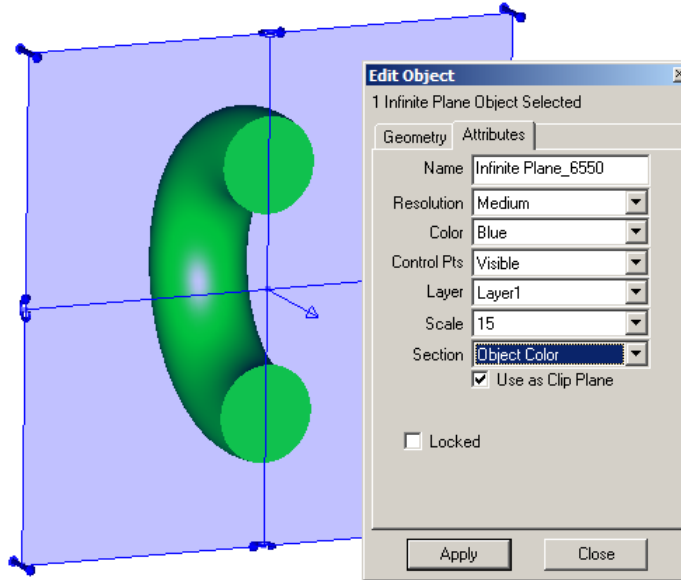 Edit Object
1 Infinite Plane Object Selected
Geometry Attributes
Name Infinite Plane_6550
Resolution Medium
Color Blue
Control Pts Visible
Layer Layer1
Scale 15
Section Object Color
Use as Clip Plane
Locked
Apply Close